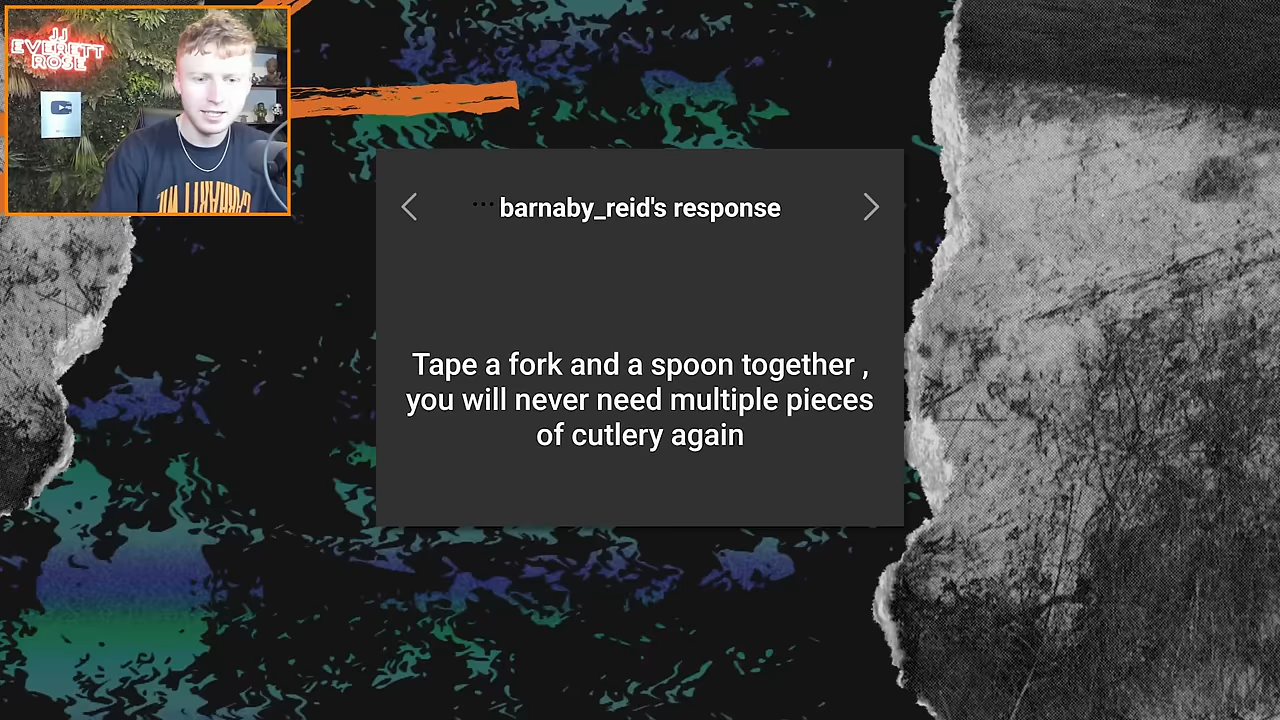 JJ
EVERETT
ROSE
barnaby_reid's response
Tape a fork and a spoon together ,
you will never need multiple pieces
of cutlery again